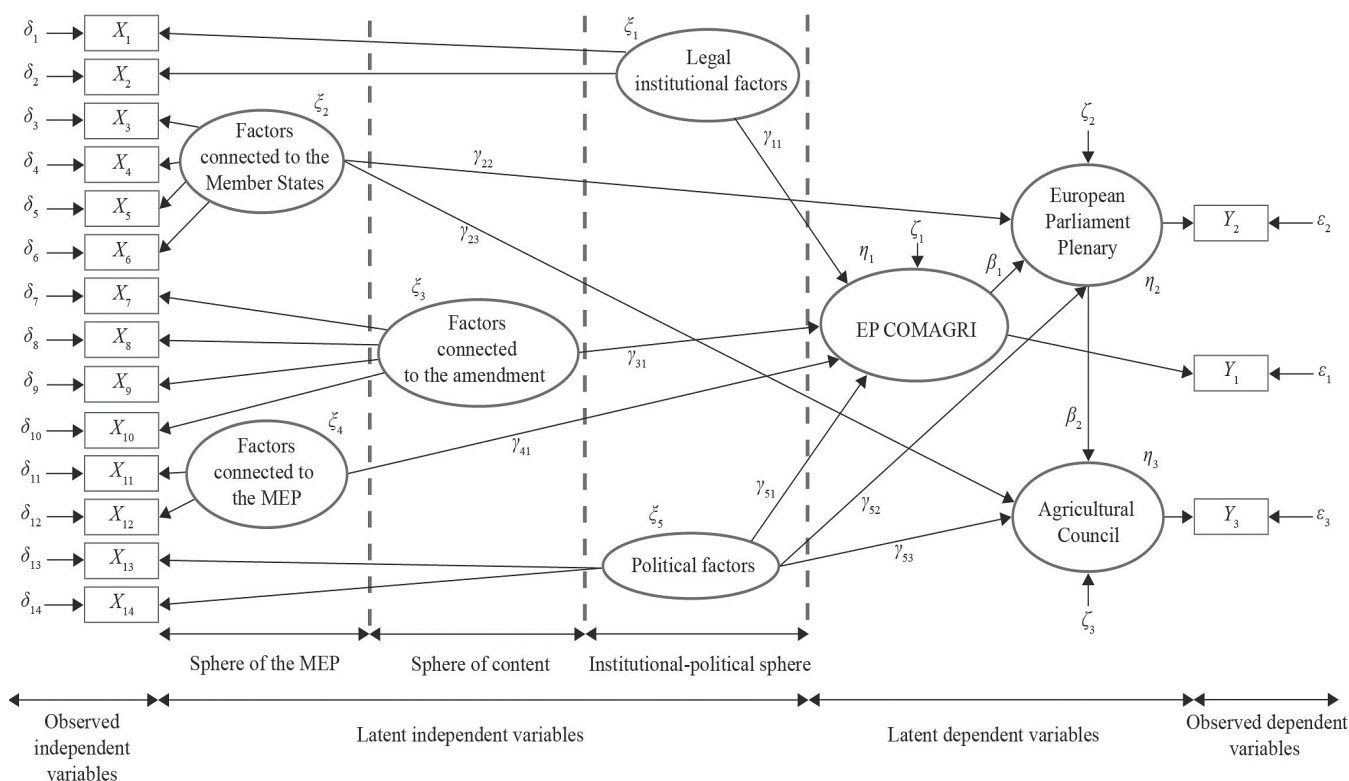 δ₁
X₁
δ₂
X₂
δ₃
X₃
δ₄
X₄
δ₅
X₅
δ₆
X₆
δ₇
X₇
δ₈
X₈
δ₉
X₉
δ₁₀
X₁₀
δ₁₁
X₁₁
δ₁₂
X₁₂
δ₁₃
X₁₃
δ₁₄
X₁₄
ξ₁
Legal
institutional factors
ξ₂
Factors
connected to the
Member States
ξ₃
Factors
connected
to the amendment
ξ₄
Factors
connected to
the MEP
ξ₅
Political factors
γ₁₁
γ₂₂
γ₂₃
γ₃₁
γ₄₁
γ₅₁
γ₅₂
γ₅₃
ζ₁
η₁
EP COMAGRI
β₁
ζ₂
European
Parliament
Plenary
η₂
β₂
η₃
Agricultural
Council
ζ₃
Y₂
ε₂
Y₁
ε₁
Y₃
ε₃
Sphere of the MEP
Sphere of content
Institutional-political sphere
Observed
independent
variables
Latent independent variables
Latent dependent variables
Observed dependent
variables